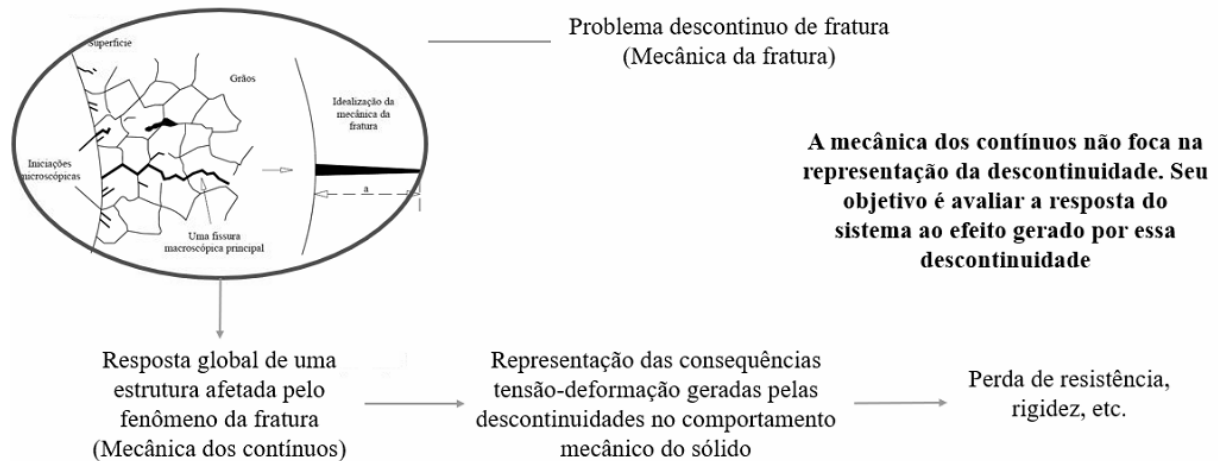 Superficie
Grãos
Iniciações
microscópicas
Uma fissura
macroscópica principal
Idealização da
mecânica da
fratura
a
Problema descontinuo de fratura
(Mecânica da fratura)
A mecânica dos contínuos não foca na
representação da descontinuidade. Seu
objetivo é avaliar a resposta do
sistema ao efeito gerado por essa
descontinuidade
Resposta global de uma
estrutura afetada pelo
fenômeno da fratura
(Mecânica dos contínuos)
Representação das consequências
tensão-deformação geradas pelas
descontinuidades no comportamento
mecânico do sólido
Perda de resistência,
rigidez, etc.